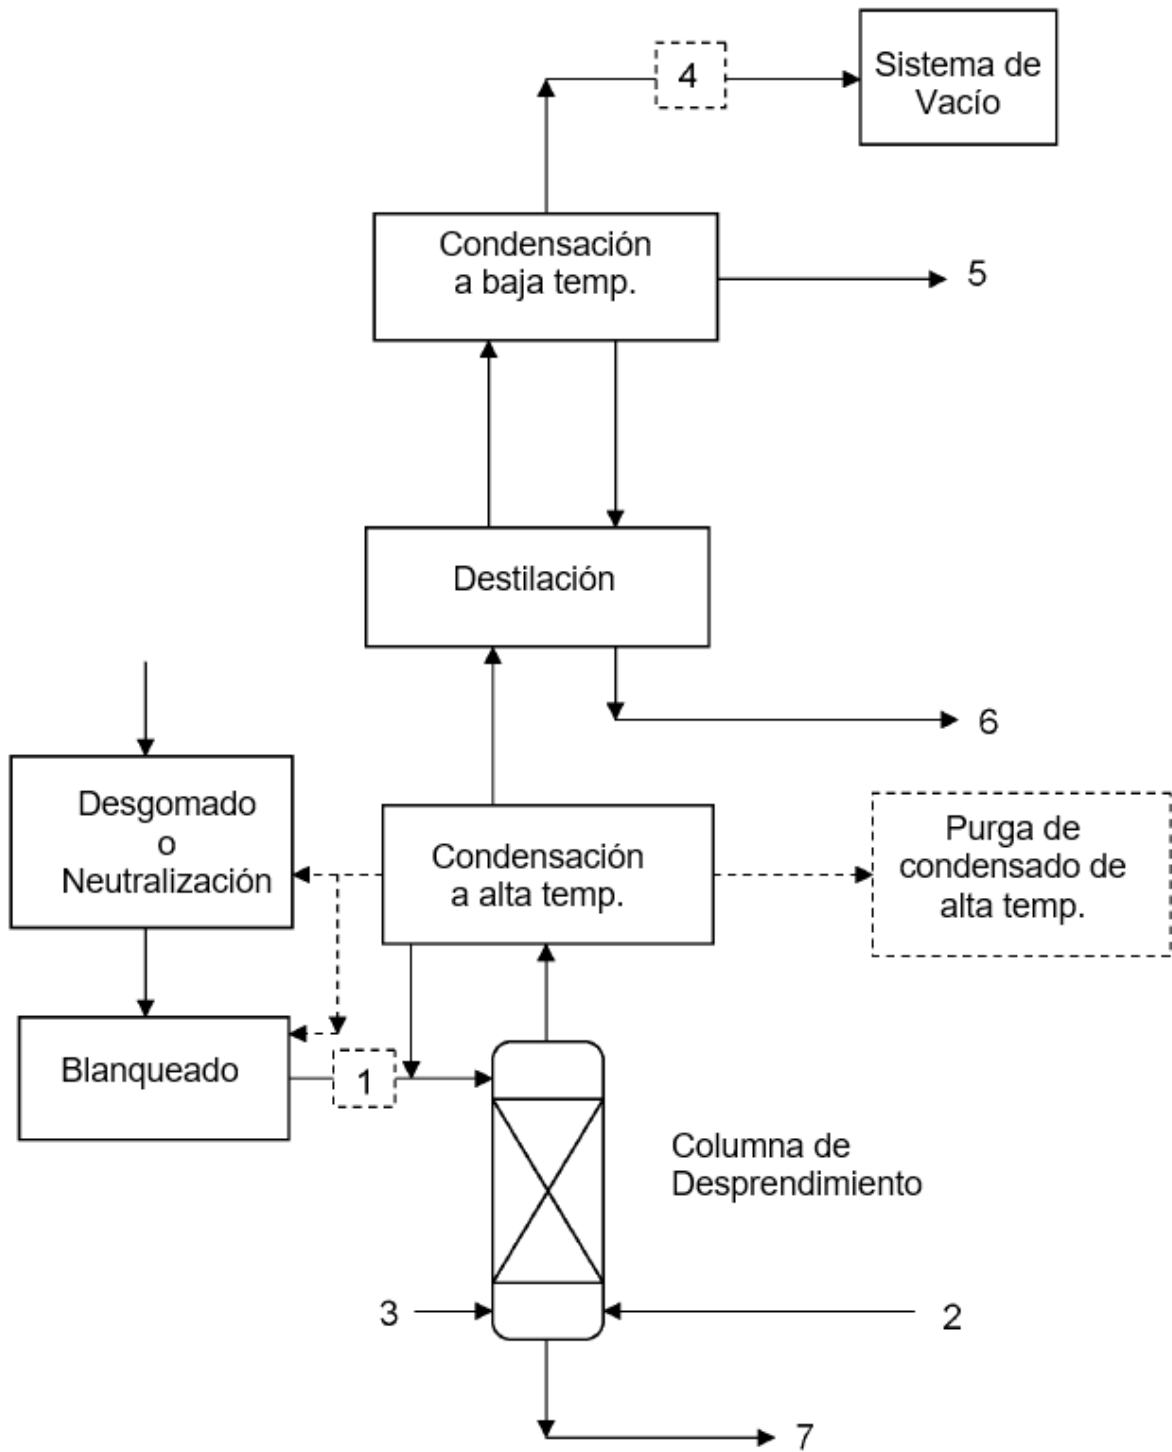 4
Sistema de
Vacío
Condensación
a baja temp.
5
Destilación
6
Desgomado
o
Neutralización
Condensación
a alta temp.
Purga de
condensado de
alta temp.
Blanqueado
1
Columna de
Desprendimiento
3
2
7